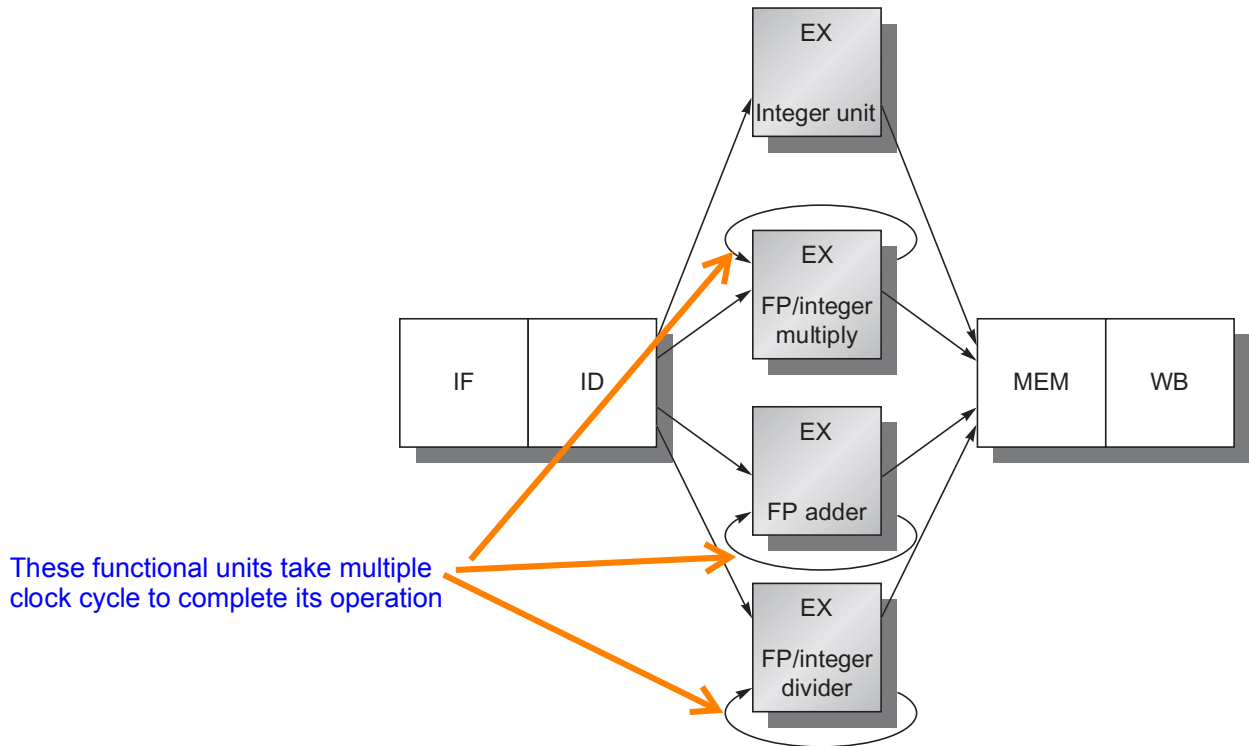 EX
Integer unit
EX
FP/integer
multiply
IF
ID
MEM
WB
EX
FP adder
These functional units take multiple
clock cycle to complete its operation
EX
FP/integer
divider